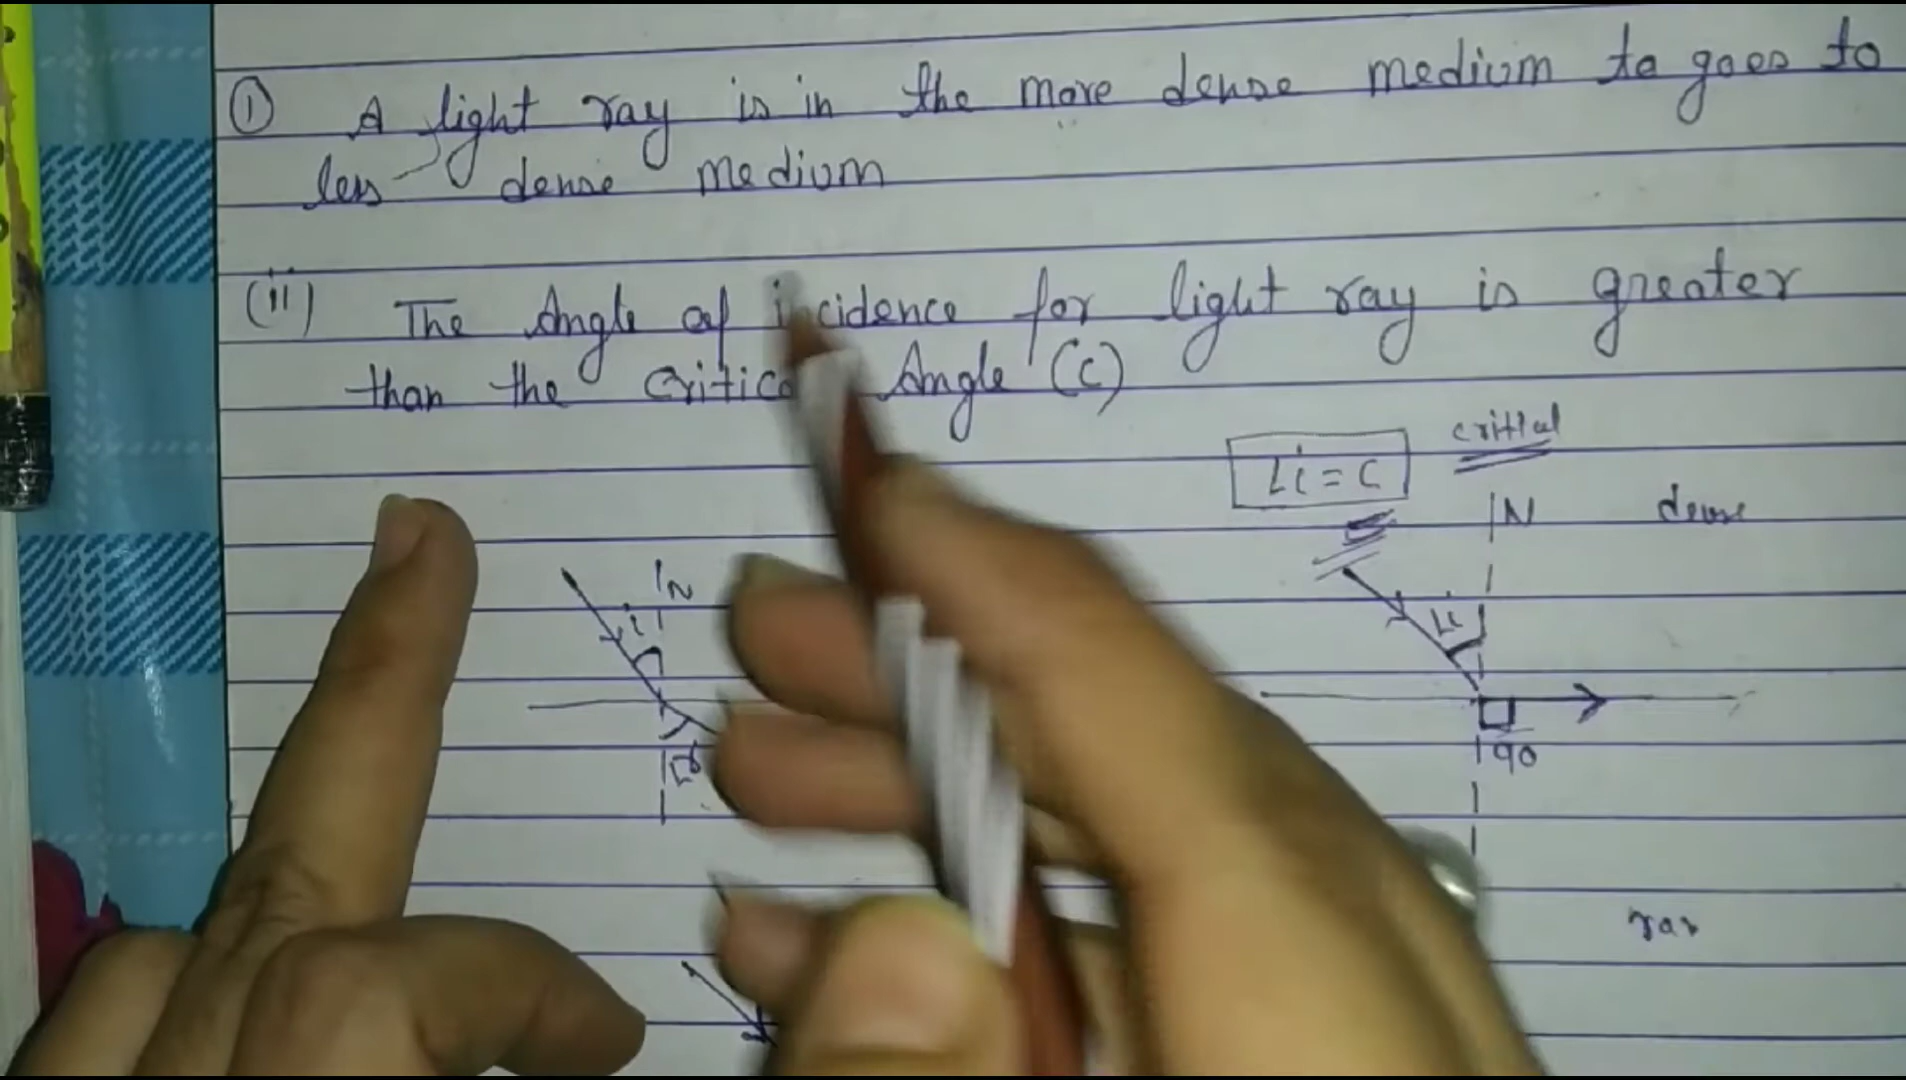 ① A light ray is in the more dense medium to goes to
less dense medium
(ii) The Angle of incidence for light ray is greater
than the critical Angle (C)
critial
∠i = C
N dense
N
i
∠i
∠r
90
rar